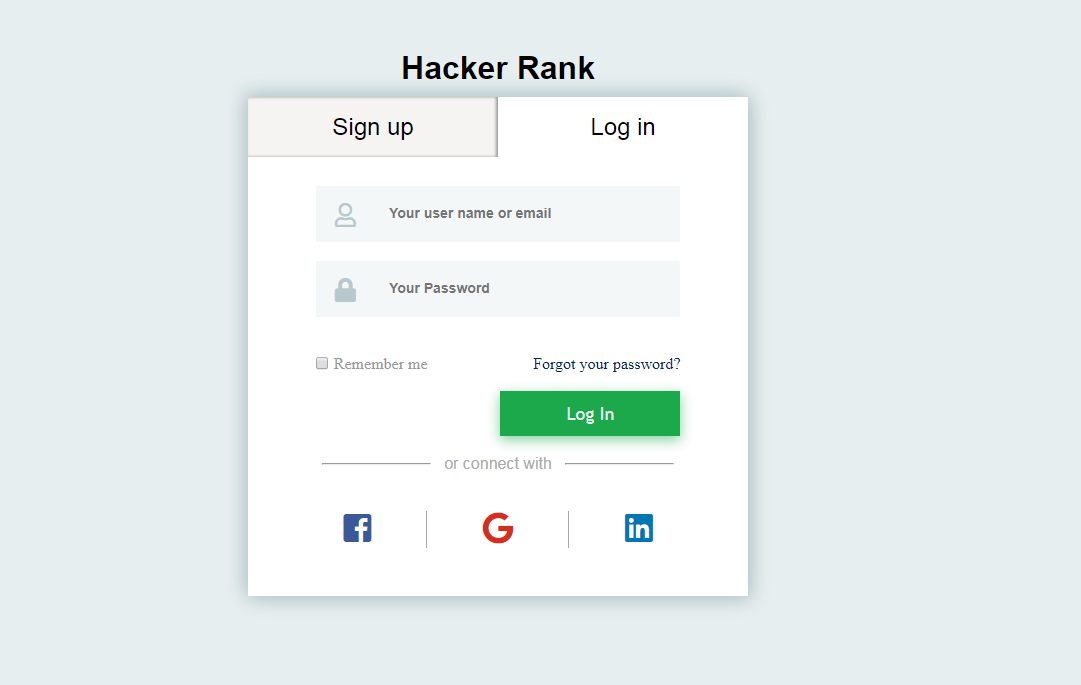 Hacker Rank
Sign up Log in
Your user name or email
Your Password
Remember me Forgot your password?
Log In
or connect with